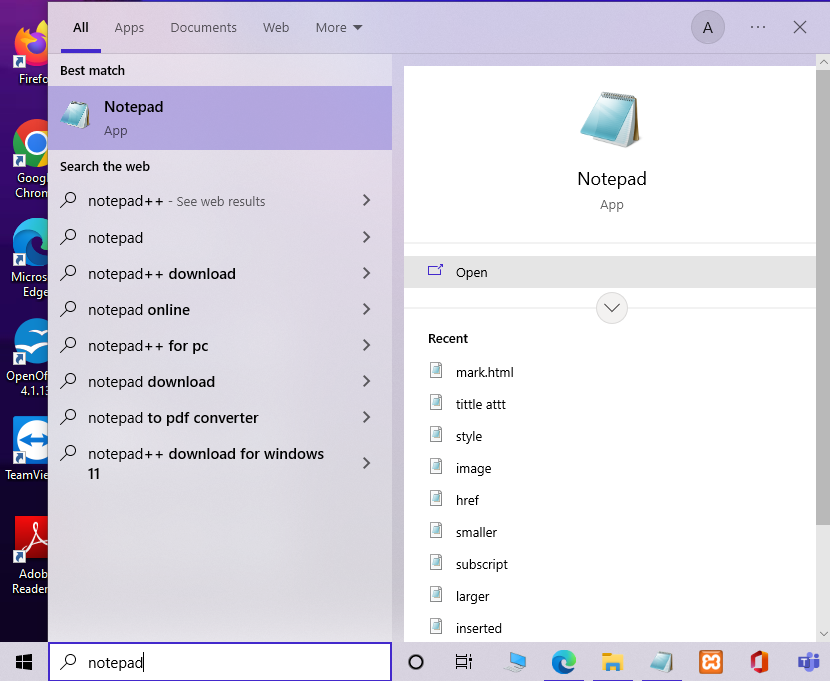 All Apps Documents Web More A
Best match
Notepad
App
Search the web
notepad++ - See web results
notepad
notepad++ download
notepad online
notepad++ for pc
notepad download
notepad to pdf converter
notepad++ download for windows
11
Notepad
App
Open
Recent
mark.html
tittle attt
style
image
href
smaller
subscript
larger
inserted
Firefo
Googl
Chrom
Micros
Edge
OpenOf
4.1.13
TeamVie
Adob
Reader
notepad